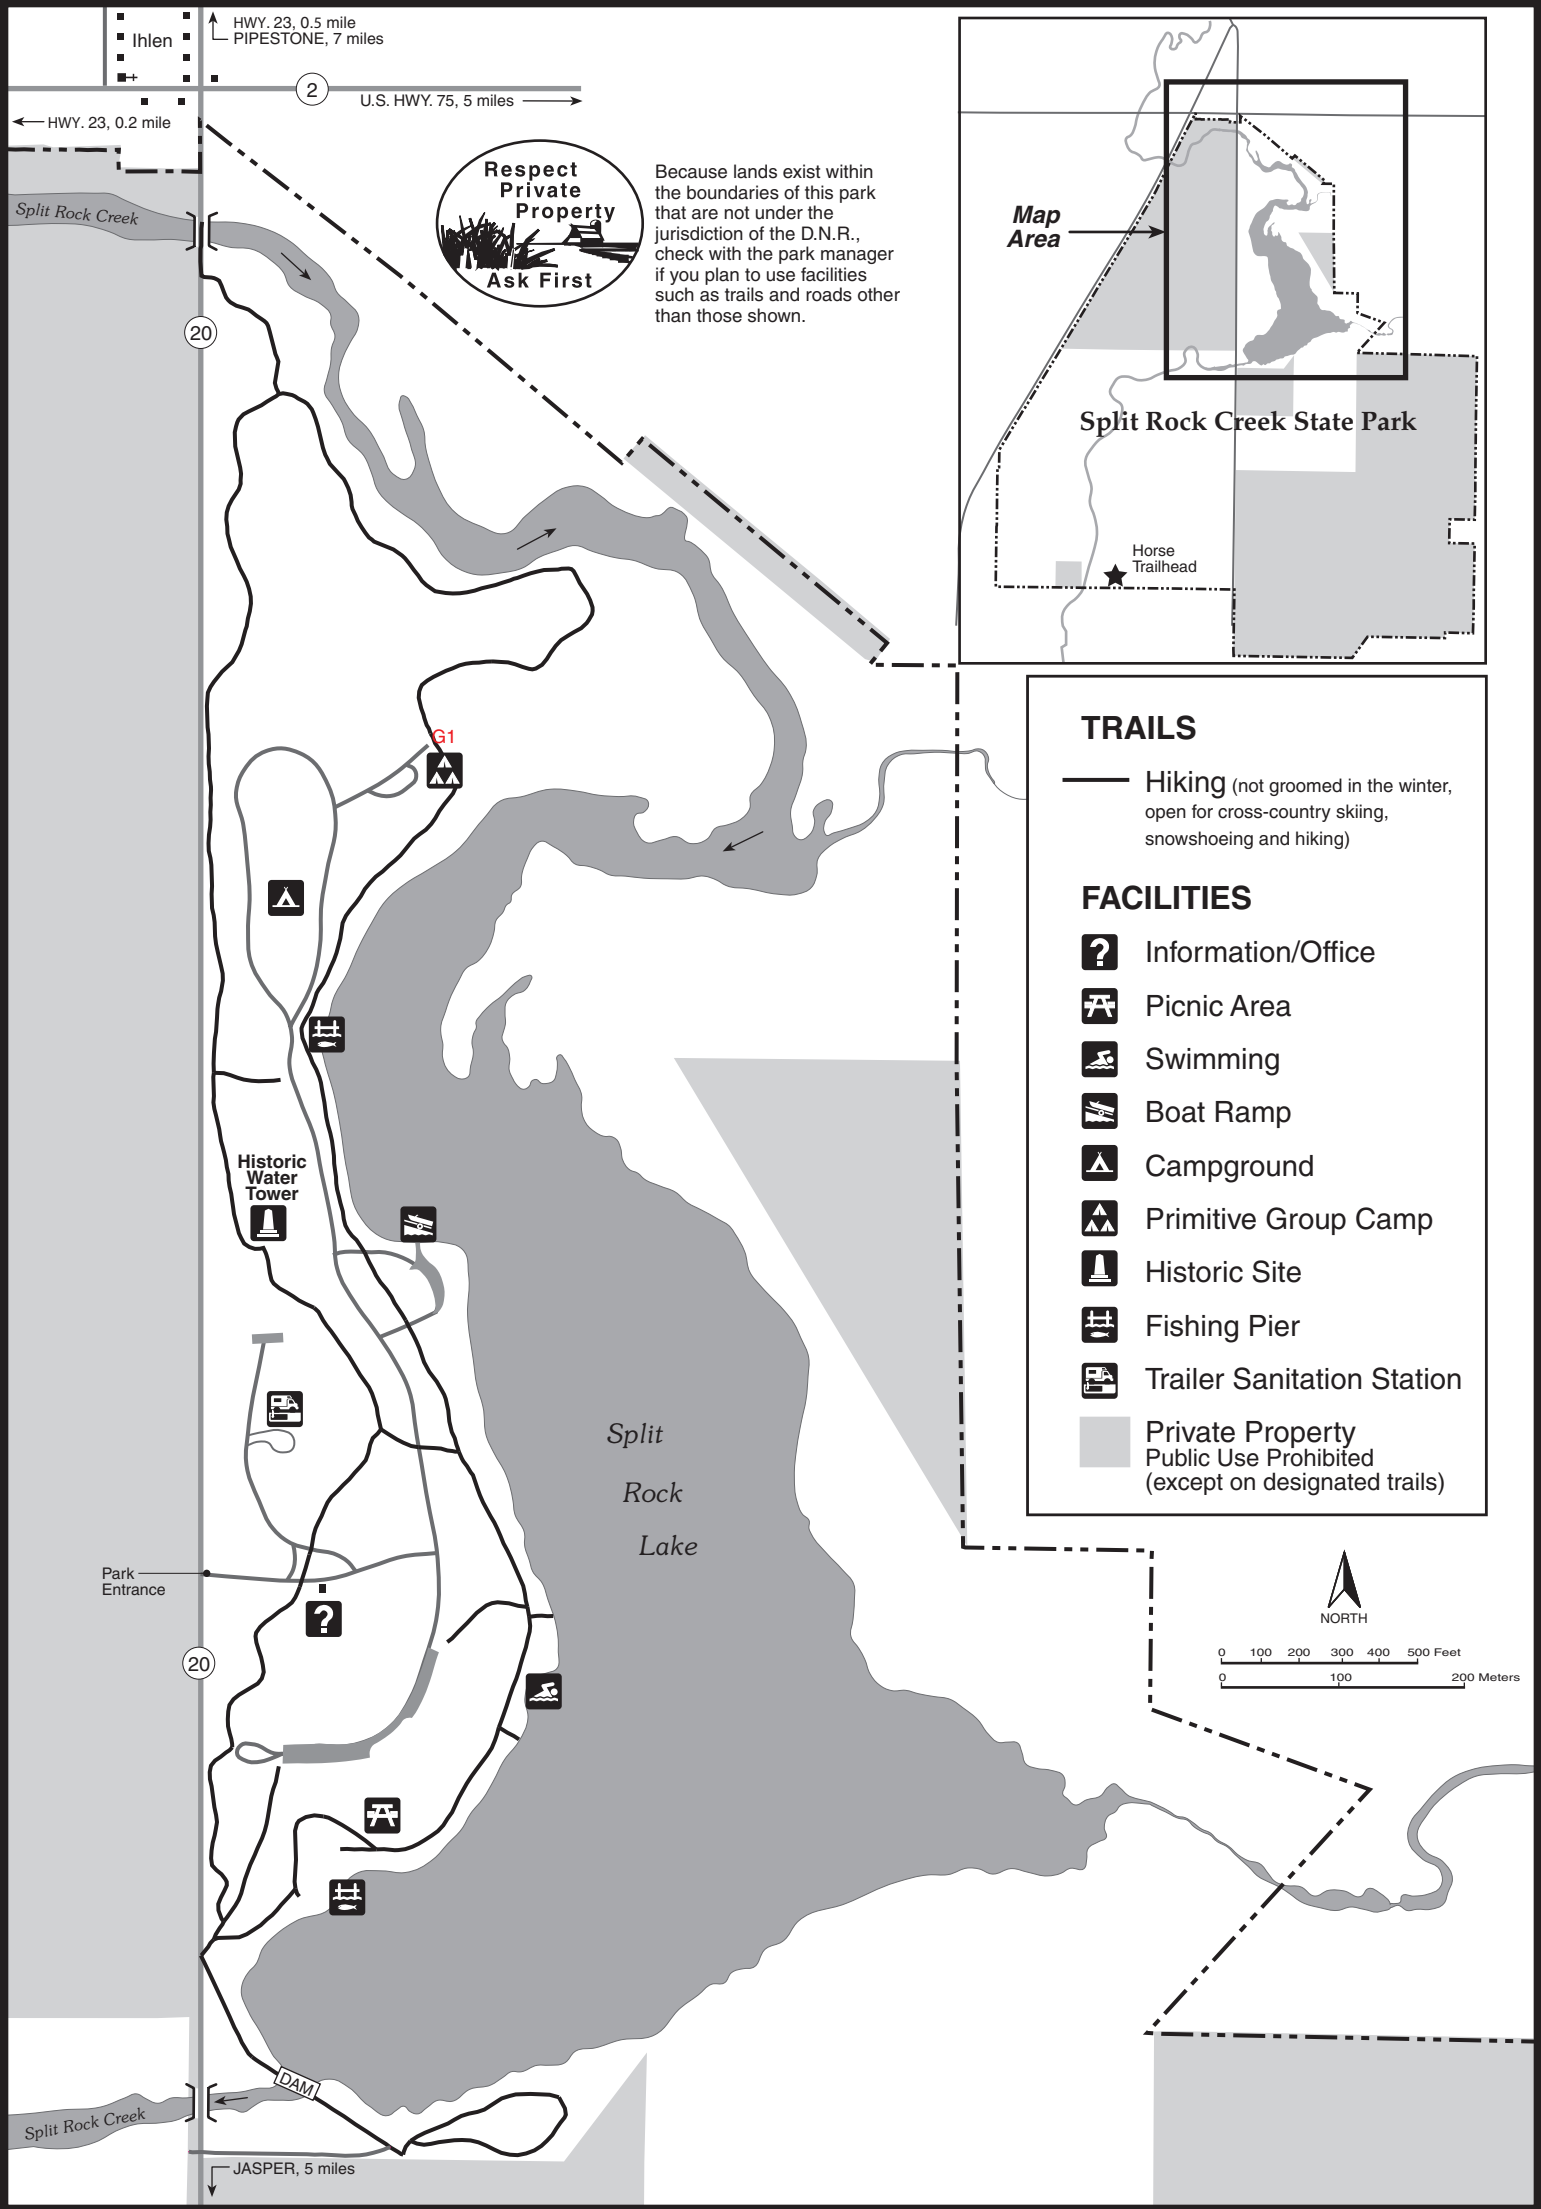 HWY. 23, 0.5 mile
PIPESTONE, 7 miles
Ihlen
2
U.S. HWY. 75, 5 miles
HWY. 23, 0.2 mile
Split Rock Creek
20
Respect
Private
Property
Ask First
Because lands exist within
the boundaries of this park
that are not under the
jurisdiction of the D.N.R.,
check with the park manager
if you plan to use facilities
such as trails and roads other
than those shown.
Map
Area
Split Rock Creek State Park
Horse
Trailhead
TRAILS
Hiking (not groomed in the winter,
open for cross-country skiing,
snowshoeing and hiking)
FACILITIES
?
Information/Office
Picnic Area
Swimming
Boat Ramp
Campground
Primitive Group Camp
Historic Site
Fishing Pier
Trailer Sanitation Station
Private Property
Public Use Prohibited
(except on designated trails)
G1
Historic
Water
Tower
Split
Rock
Lake
Park
Entrance
?
20
NORTH
0 100 200 300 400 500 Feet
0 100 200 Meters
DAM
Split Rock Creek
JASPER, 5 miles